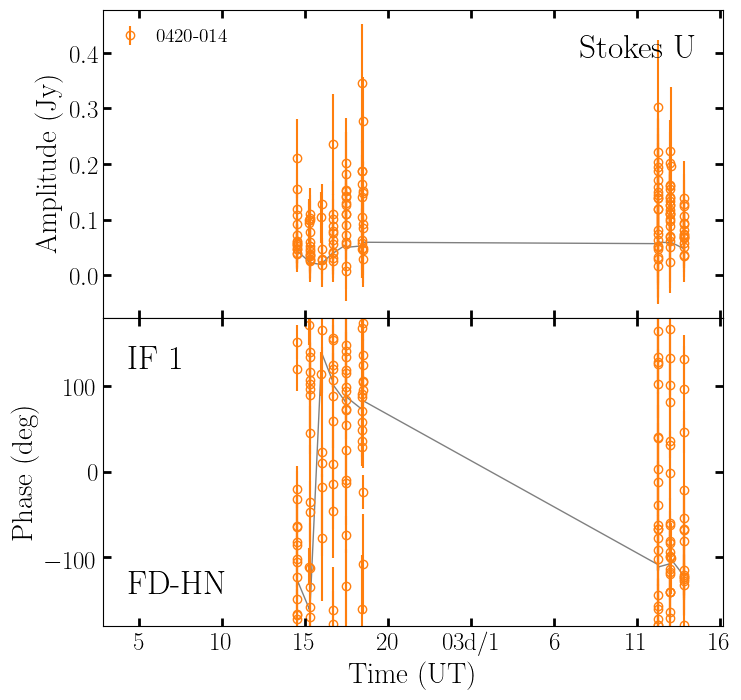 0420-014
Stokes U
Amplitude (Jy)
0.4
0.3
0.2
0.1
0.0
IF 1
FD-HN
Phase (deg)
100
0
−100
5 10 15 20 03d/1 6 11 16
Time (UT)